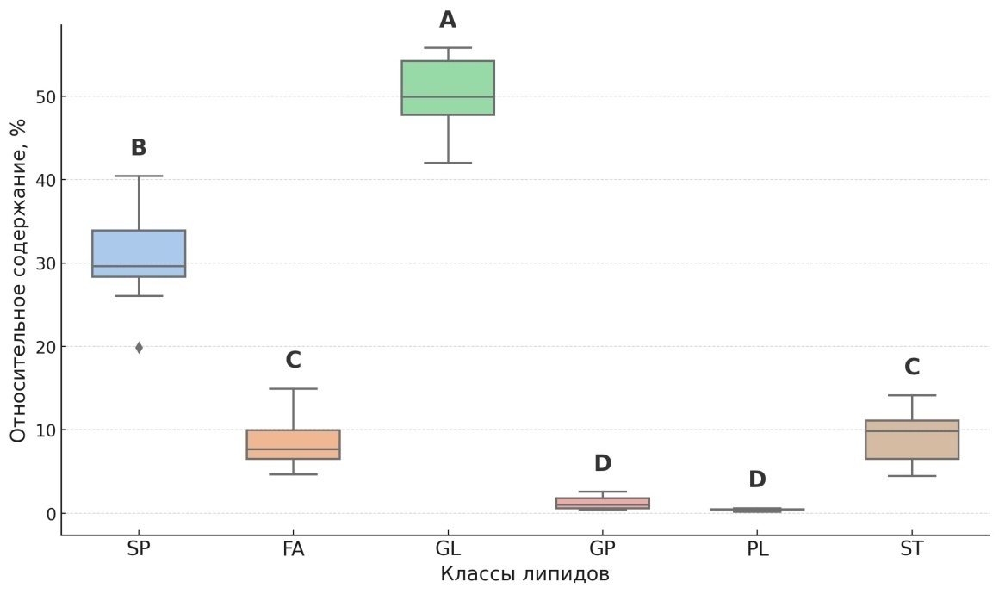 A
B
C
D
D
C
Относительное содержание, %
50
40
30
20
10
0
SP FA GL GP PL ST
Классы липидов